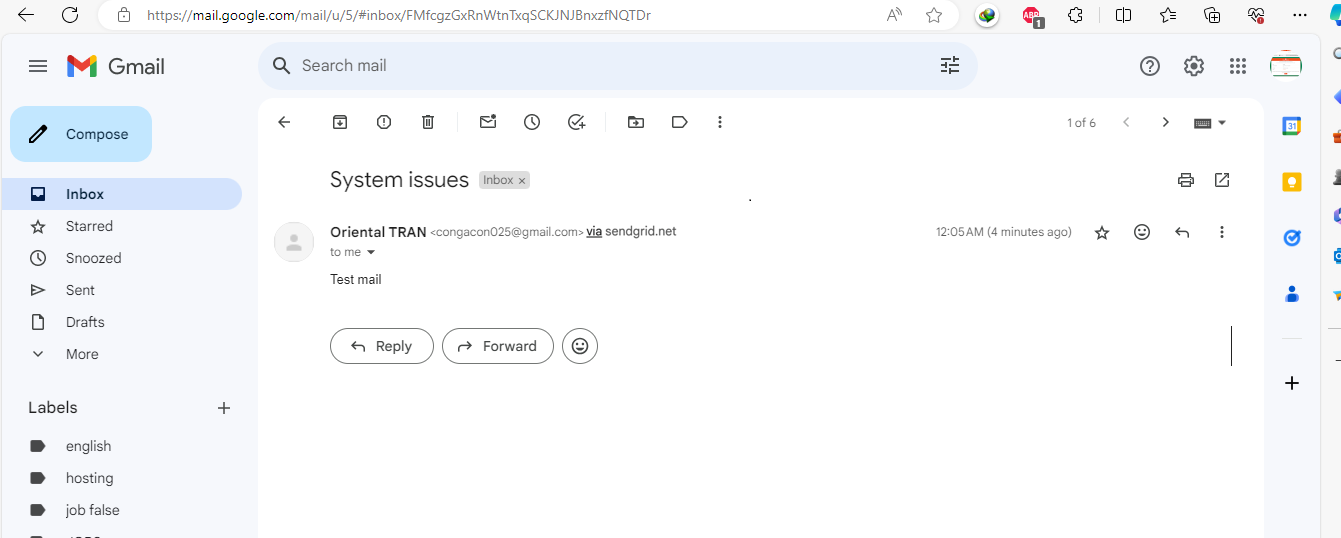 https://mail.google.com/mail/u/5/#inbox/FMfcgzGxRnWtnTxqSCKJNJBnxzfNQTDr
ABP
1
Gmail
Search mail
Compose
1 of 6
31
Inbox
System issues Inbox ×
Starred
Oriental TRAN <congacon025@gmail.com> via sendgrid.net 12:05 AM (4 minutes ago)
to me
Snoozed
Test mail
Sent
Drafts
More
Reply Forward
Labels
english
hosting
job false